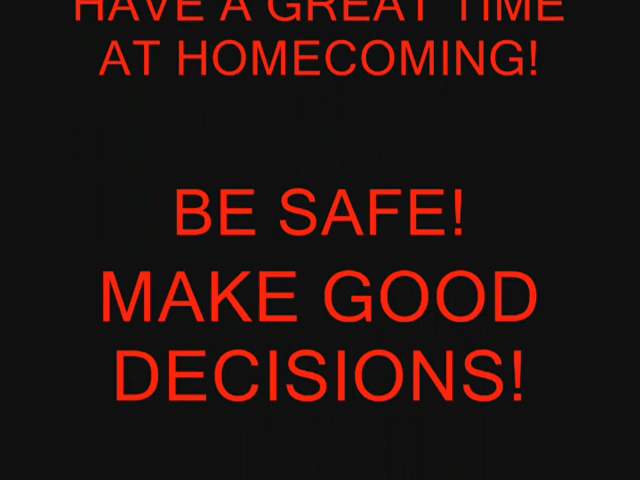 HAVE A GREAT TIME
AT HOMECOMING!
BE SAFE!
MAKE GOOD
DECISIONS!